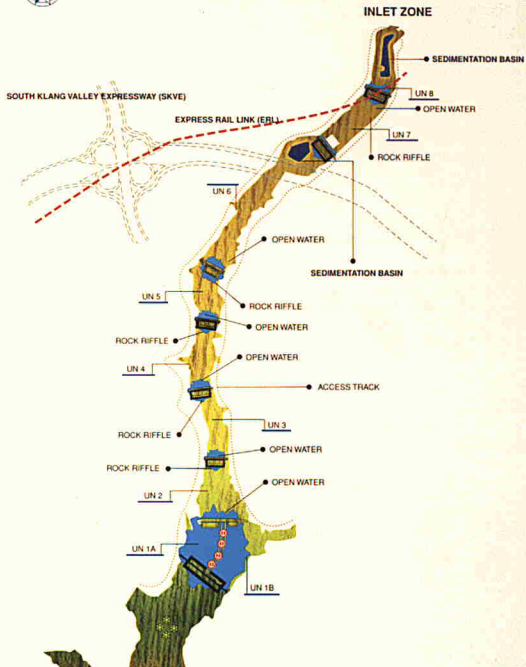 INLET ZONE
SEDIMENTATION BASIN
UN 8
SOUTH KLANG VALLEY EXPRESSWAY (SKVE)
OPEN WATER
EXPRESS RAIL LINK (ERL)
UN 7
ROCK RIFFLE
UN 6
OPEN WATER
SEDIMENTATION BASIN
UN 5
ROCK RIFFLE
OPEN WATER
ROCK RIFFLE
OPEN WATER
UN 4
ACCESS TRACK
UN 3
ROCK RIFFLE
OPEN WATER
ROCK RIFFLE
OPEN WATER
UN 2
UN 1A
UN 1B